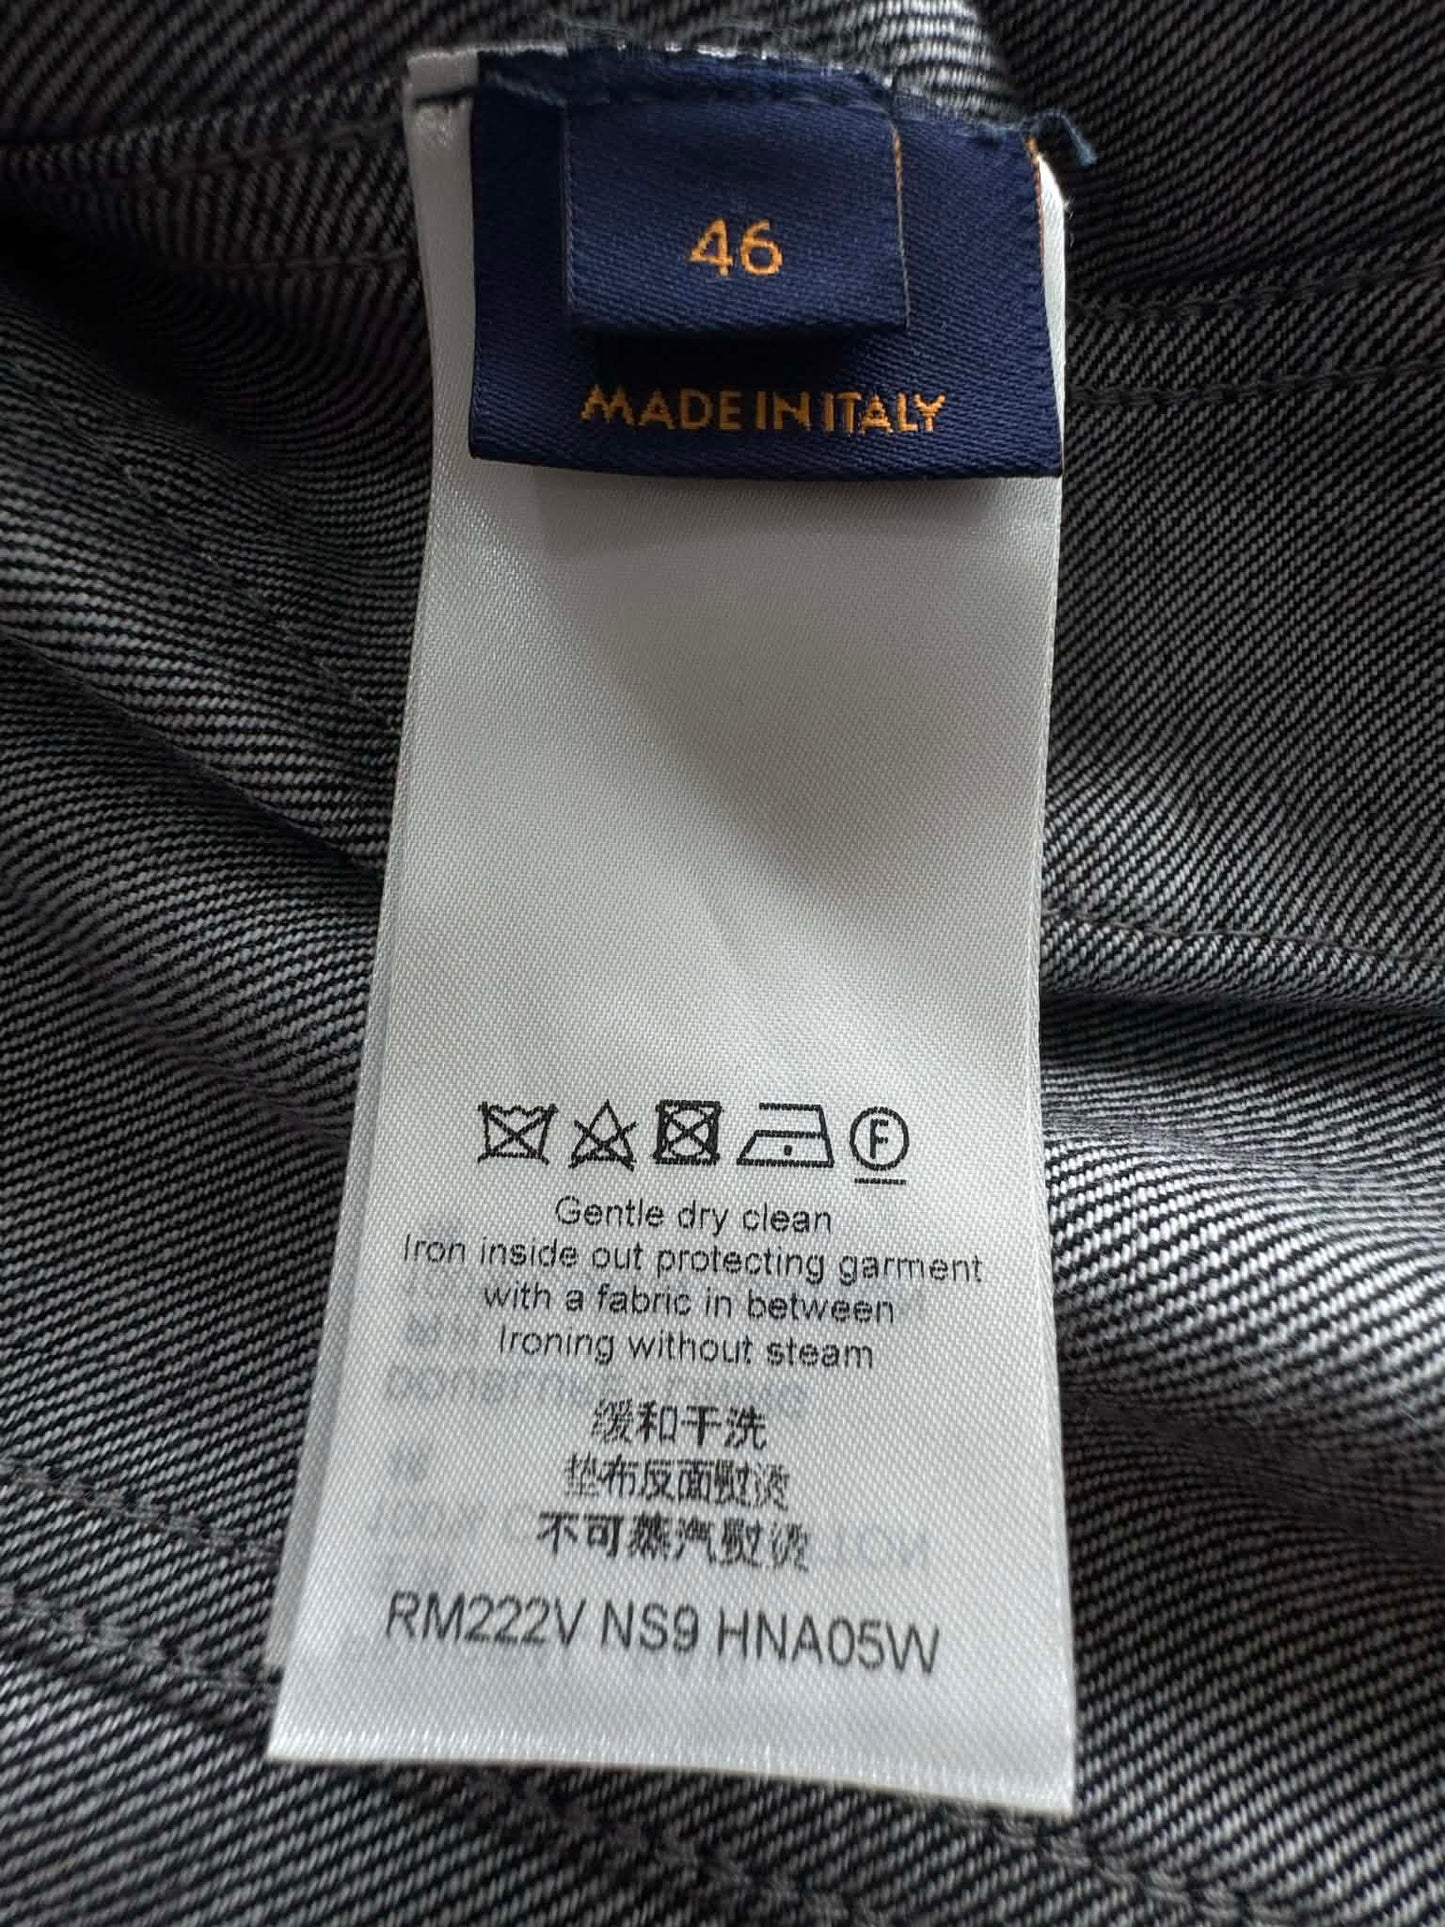 46
MADE IN ITALY
F
Gentle dry clean
Iron inside out protecting garment
with a fabric in between
Ironing without steam
缓和干洗
垫布反面熨烫
不可蒸汽熨烫
RM222V NS9 HNA05W